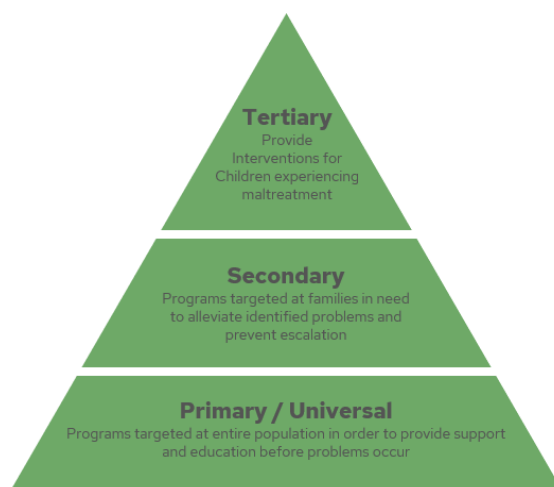 Tertiary
Provide
Interventions for
Children experiencing
maltreatment
Secondary
Programs targeted at families in need
to alleviate identified problems and
prevent escalation
Primary / Universal
Programs targeted at entire population in order to provide support
and education before problems occur